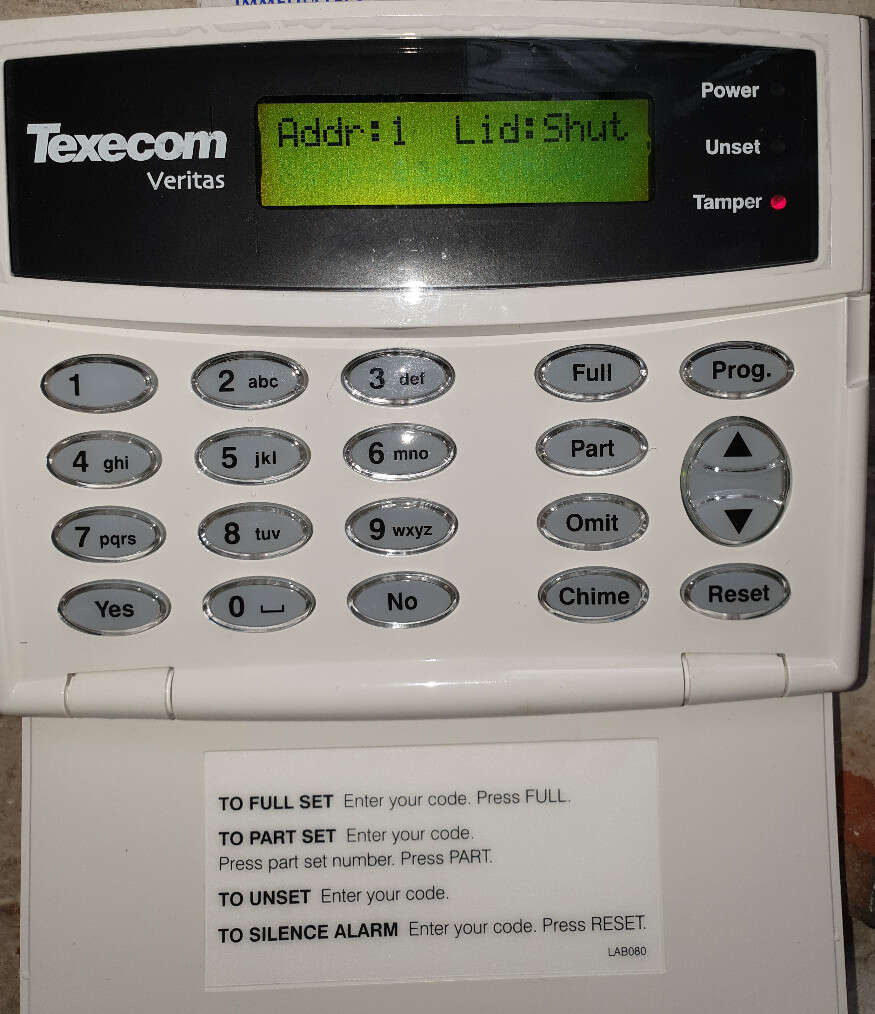 Texecom
Veritas
Addr:1 Lid:Shut
Power
Unset
Tamper
1 2 abc 3 def Full Prog.
4 ghi 5 jkl 6 mno Part
7 pqrs 8 tuv 9 wxyz Omit
Yes 0 No Chime Reset
TO FULL SET Enter your code. Press FULL.
TO PART SET Enter your code.
Press part set number. Press PART.
TO UNSET Enter your code.
TO SILENCE ALARM Enter your code. Press RESET.
LAB060